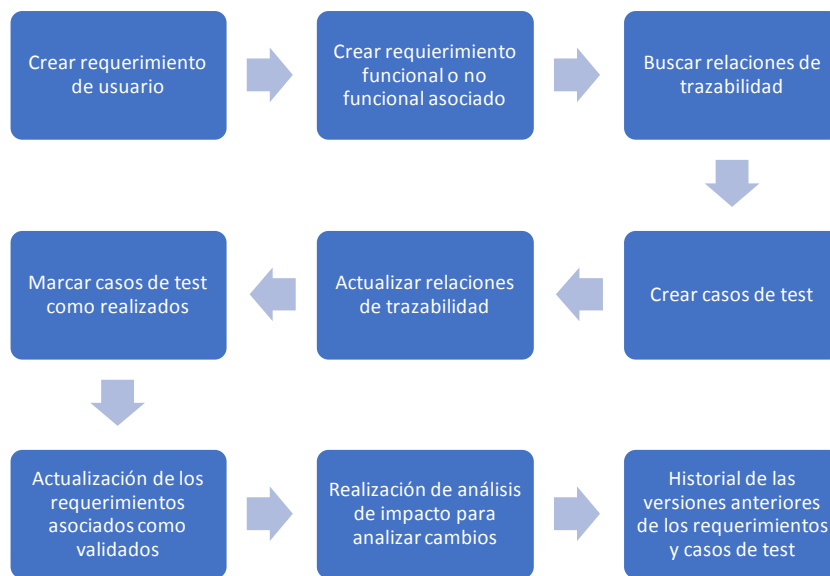 Crear requerimiento
de usuario
Crear requierimiento
funcional o no
funcional asociado
Buscar relaciones de
trazabilidad
Marcar casos de test
como realizados
Actualizar relaciones
de trazabilidad
Crear casos de test
Actualización de los
requerimientos
asociados como
validados
Realización de análisis
de impacto para
analizar cambios
Historial de las
versiones anteriores
de los requerimientos
y casos de test